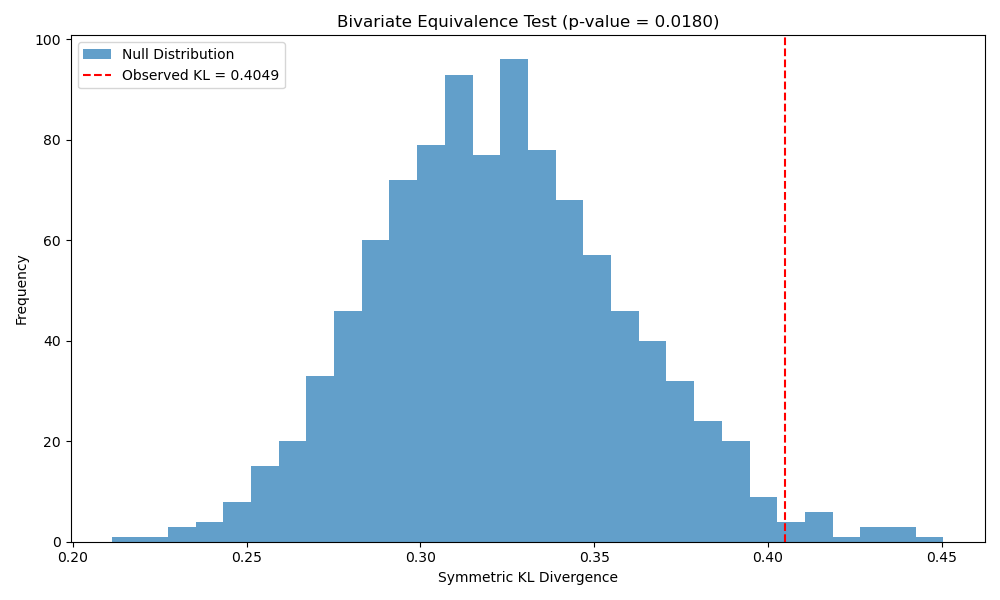 Bivariate Equivalence Test (p-value = 0.0180)
Null Distribution
Observed KL = 0.4049
Frequency
100
80
60
40
20
0
0.20 0.25 0.30 0.35 0.40 0.45
Symmetric KL Divergence